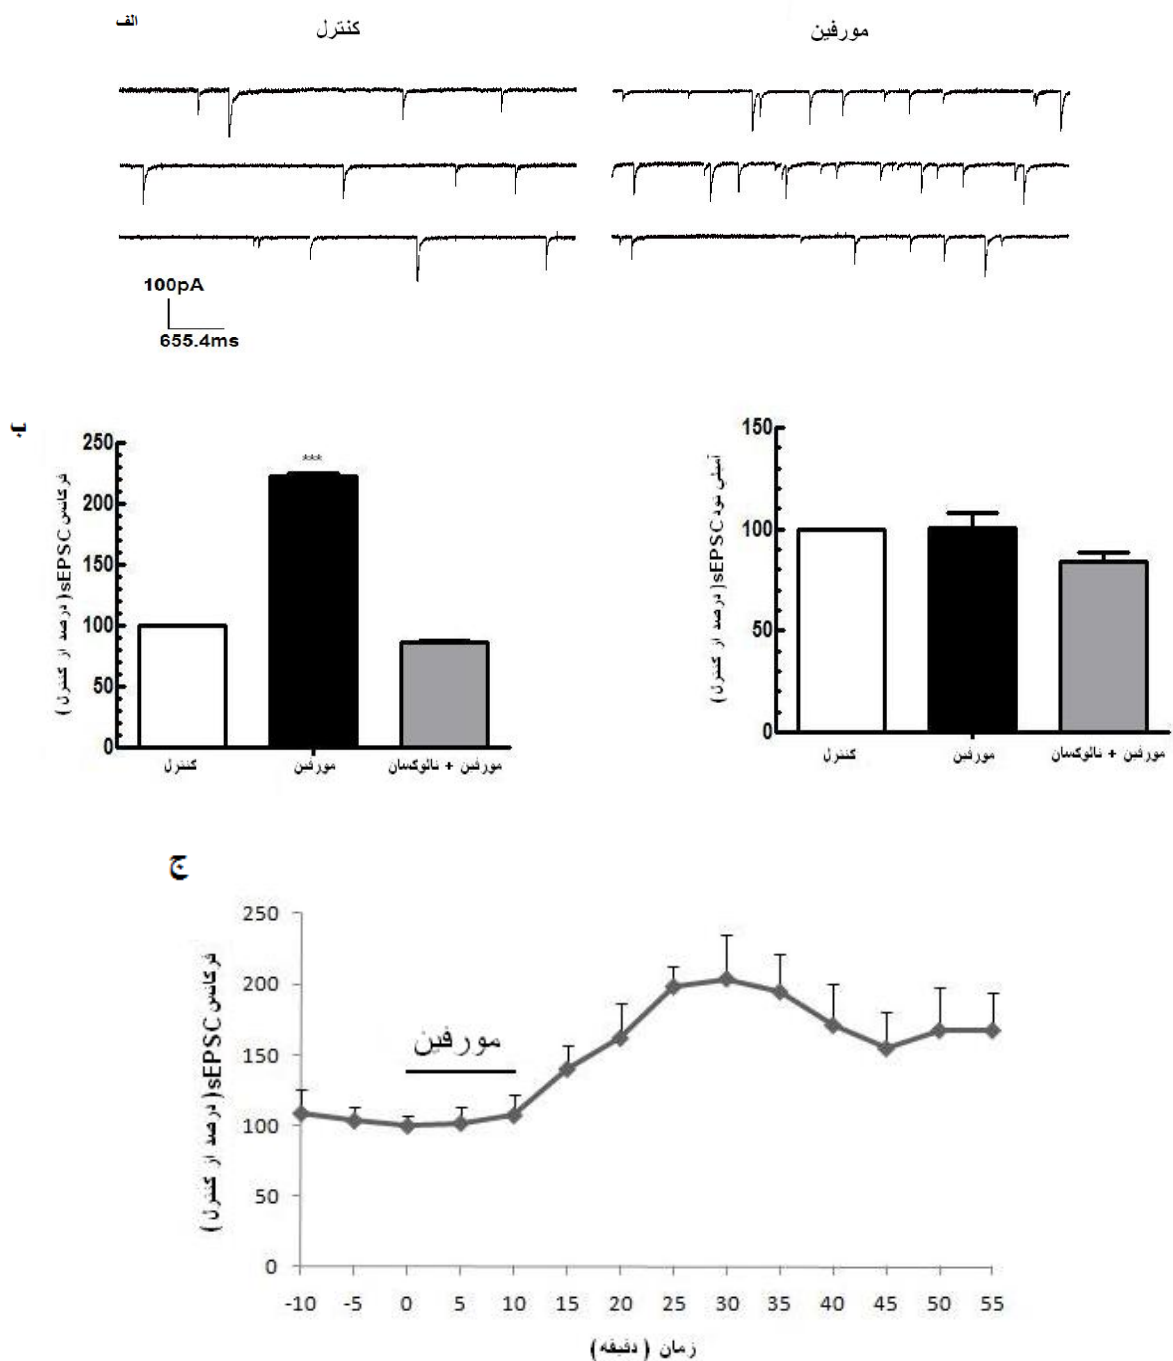 الف
کنترل
مورفین
100pA
655.4ms
ب
فرکانس sEPSC( درصد از کنترل )
250
200
150
100
50
0
***
کنترل
مورفین
مورفین + نالوکسان
آمپلي تود sEPSC( درصد از کنترل )
150
100
50
0
کنترل
مورفین
مورفین + نالوکسان
ج
فرکانس sEPSC( درصد از کنترل )
250
200
150
100
50
0
مورفین
-10 -5 0 5 10 15 20 25 30 35 40 45 50 55
زمان ( دقیقه )